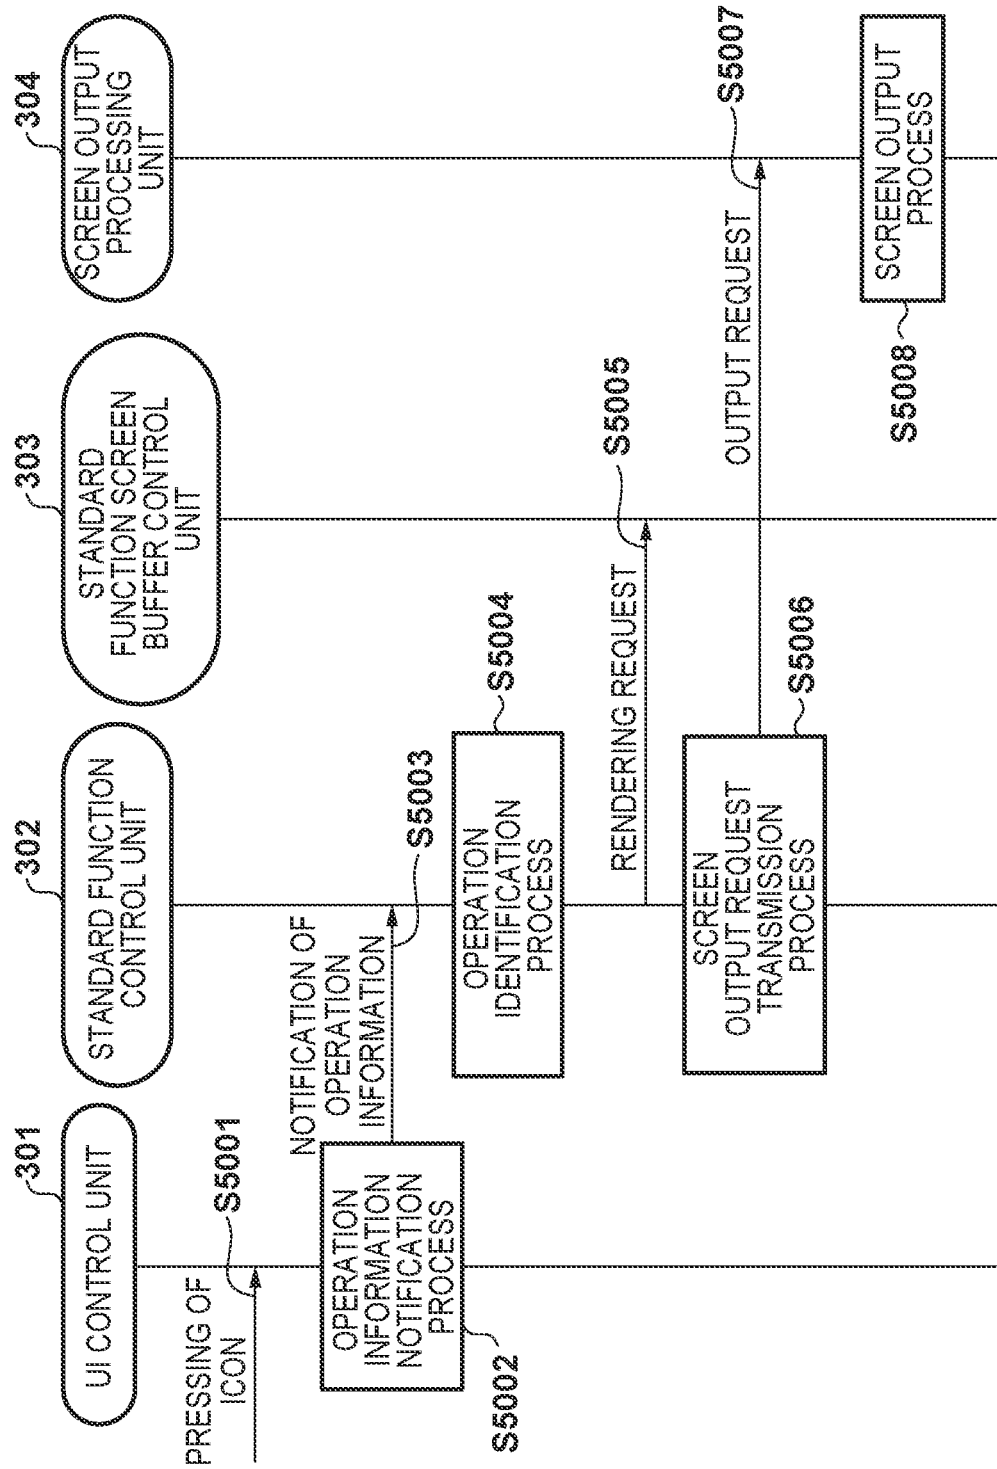 301
UI CONTROL UNIT
302
STANDARD FUNCTION
CONTROL UNIT
303
STANDARD
FUNCTION SCREEN
BUFFER CONTROL
UNIT
304
SCREEN OUTPUT
PROCESSING
UNIT
PRESSING OF
ICON
S5001
OPERATION
INFORMATION
NOTIFICATION
PROCESS
S5002
NOTIFICATION OF
OPERATION
INFORMATION
S5003
OPERATION
IDENTIFICATION
PROCESS
S5004
RENDERING REQUEST
S5005
SCREEN
OUTPUT REQUEST
TRANSMISSION
PROCESS
S5006
OUTPUT REQUEST
S5007
SCREEN OUTPUT
PROCESS
S5008